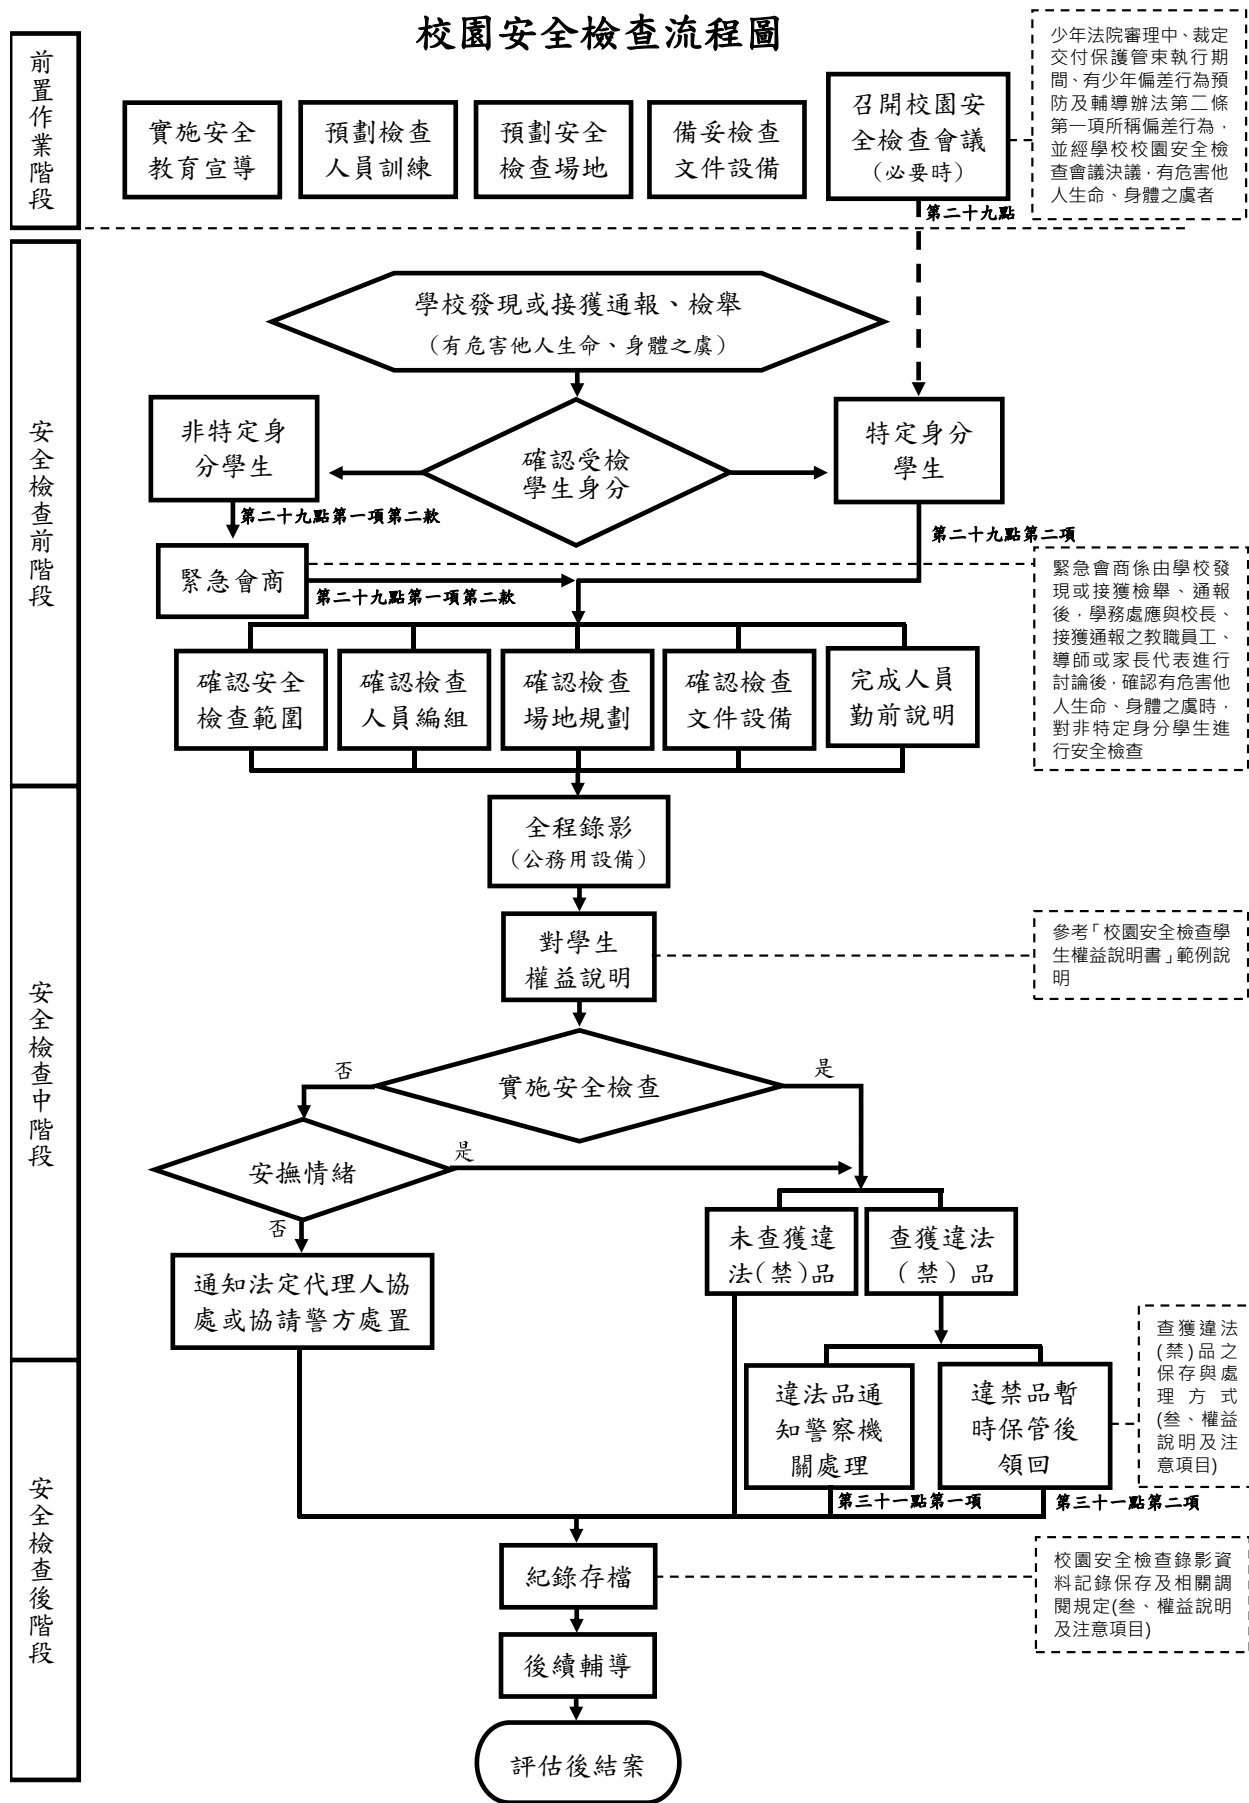 校園安全檢查流程圖
前置作業階段
實施安全
教育宣導
預劃檢查
人員訓練
預劃安全
檢查場地
備妥檢查
文件設備
召開校園安
全檢查會議
(必要時)
第二十九點
少年法院審理中、裁定
交付保護管束執行期
間、有少年偏差行為預
防及輔導辦法第二條
第一項所稱偏差行為，
並經學校校園安全檢
查會議決議，有危害他
人生命、身體之虞者
安全檢查前階段
學校發現或接獲通報、檢舉
(有危害他人生命、身體之虞)
非特定身
分學生
確認受檢
學生身分
特定身分
學生
第二十九點第一項第二款
第二十九點第二項
緊急會商
第二十九點第一項第二款
緊急會商係由學校發
現或接獲檢舉、通報
後，學務處應與校長、
接獲通報之教職員工、
導師或家長代表進行
討論後，確認有危害他
人生命、身體之虞時，
對非特定身分學生進
行安全檢查
確認安全
檢查範圍
確認檢查
人員編組
確認檢查
場地規劃
確認檢查
文件設備
完成人員
勤前說明
安全檢查中階段
全程錄影
(公務用設備)
對學生
權益說明
參考「校園安全檢查學
生權益說明書」範例說
明
實施安全檢查
否
是
安撫情緒
是
否
通知法定代理人協
處或協請警方處置
未查獲違
法(禁)品
查獲違法
(禁)品
違法品通
知警察機
關處理
違禁品暫
時保管後
領回
查獲違法
(禁)品之
保存與處
理方式
(叁、權益
說明及注
意項目)
第三十一點第一項
第三十一點第二項
安全檢查後階段
紀錄存檔
校園安全檢查錄影資
料記錄保存及相關調
閱規定(叁、權益說明
及注意項目)
後續輔導
評估後結案